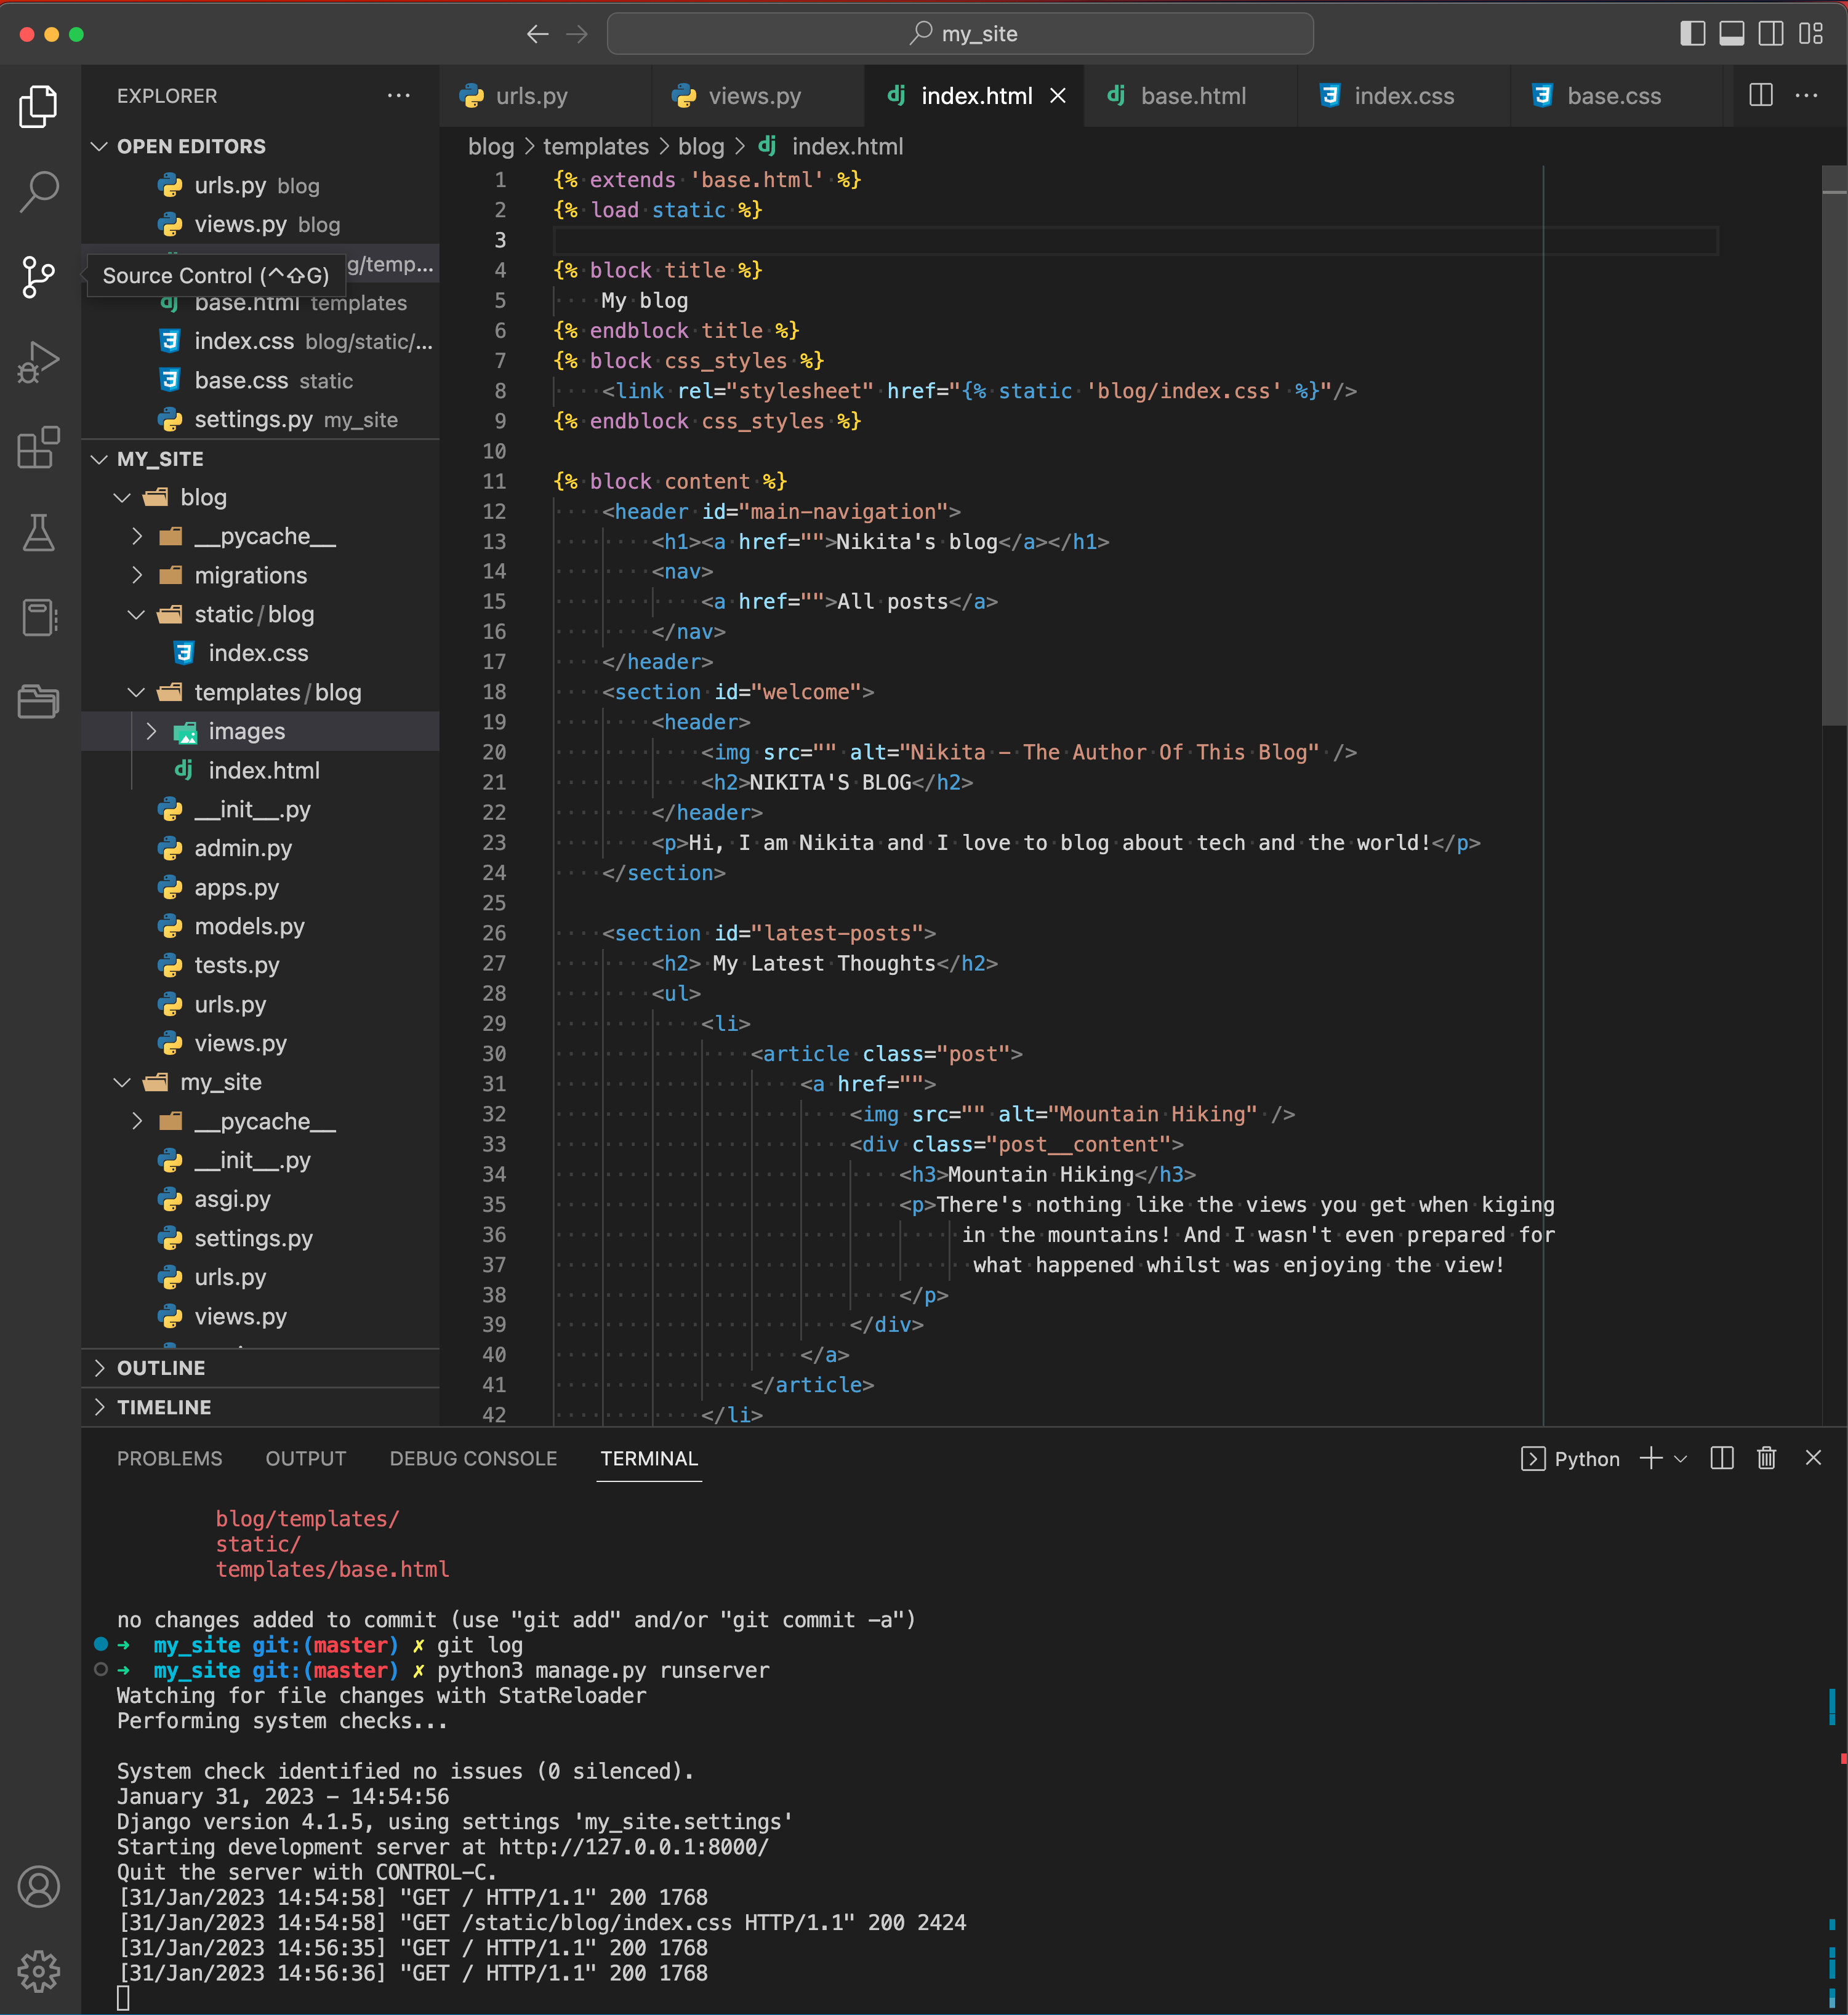 my_site
EXPLORER
urls.py
views.py
index.html
base.html
index.css
base.css
OPEN EDITORS
urls.py blog
views.py blog
g/temp...
Source Control (^⇧G)
base.html templates
index.css blog/static/...
base.css static
settings.py my_site
MY_SITE
blog
__pycache__
migrations
static/blog
index.css
templates/blog
images
index.html
__init__.py
admin.py
apps.py
models.py
tests.py
urls.py
views.py
my_site
__pycache__
__init__.py
asgi.py
settings.py
urls.py
views.py
OUTLINE
TIMELINE
blog > templates > blog > index.html
1 {% extends 'base.html' %}
2 {% load static %}
3
4 {% block title %}
5 My blog
6 {% endblock title %}
7 {% block css_styles %}
8 <link rel="stylesheet" href="{% static 'blog/index.css' %}"/>
9 {% endblock css_styles %}
10
11 {% block content %}
12 <header id="main-navigation">
13 <h1><a href="">Nikita's blog</a></h1>
14 <nav>
15 <a href="">All posts</a>
16 </nav>
17 </header>
18 <section id="welcome">
19 <header>
20 <img src="" alt="Nikita - The Author Of This Blog" />
21 <h2>NIKITA'S BLOG</h2>
22 </header>
23 <p>Hi, I am Nikita and I love to blog about tech and the world!</p>
24 </section>
25
26 <section id="latest-posts">
27 <h2> My Latest Thoughts</h2>
28 <ul>
29 <li>
30 <article class="post">
31 <a href="">
32 <img src="" alt="Mountain Hiking" />
33 <div class="post__content">
34 <h3>Mountain Hiking</h3>
35 <p>There's nothing like the views you get when kiging
36 in the mountains! And I wasn't even prepared for
37 what happened whilst was enjoying the view!
38 </p>
39 </div>
40 </a>
41 </article>
42 </li>
PROBLEMS OUTPUT DEBUG CONSOLE TERMINAL
Python
blog/templates/
static/
templates/base.html
no changes added to commit (use "git add" and/or "git commit -a")
➜ my_site git:(master) ✗ git log
➜ my_site git:(master) ✗ python3 manage.py runserver
Watching for file changes with StatReloader
Performing system checks...
System check identified no issues (0 silenced).
January 31, 2023 - 14:54:56
Django version 4.1.5, using settings 'my_site.settings'
Starting development server at http://127.0.0.1:8000/
Quit the server with CONTROL-C.
[31/Jan/2023 14:54:58] "GET / HTTP/1.1" 200 1768
[31/Jan/2023 14:54:58] "GET /static/blog/index.css HTTP/1.1" 200 2424
[31/Jan/2023 14:56:35] "GET / HTTP/1.1" 200 1768
[31/Jan/2023 14:56:36] "GET / HTTP/1.1" 200 1768